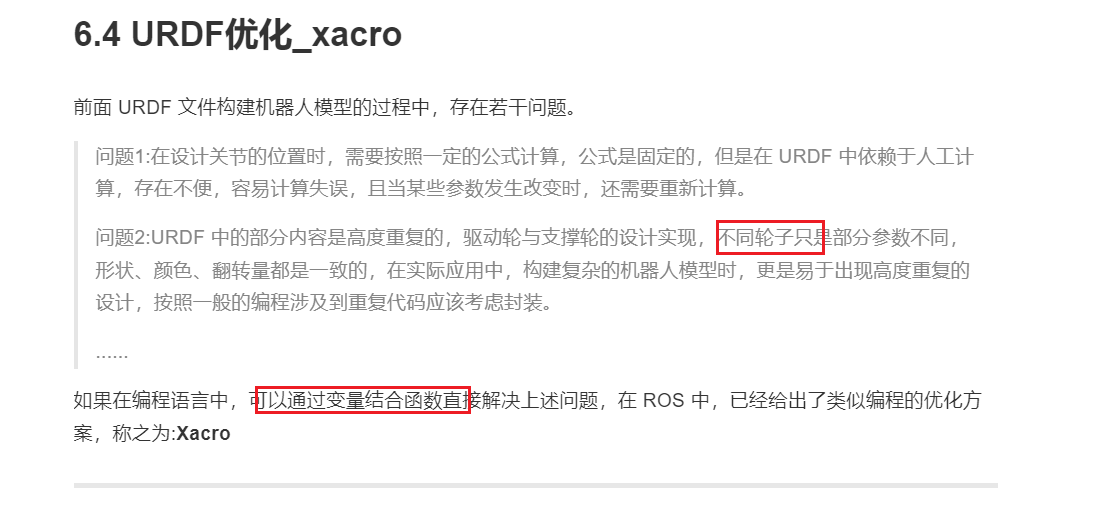 6.4 URDF优化_xacro
前面 URDF 文件构建机器人模型的过程中，存在若干问题。
问题1:在设计关节的位置时，需要按照一定的公式计算，公式是固定的，但是在 URDF 中依赖于人工计
算，存在不便，容易计算失误，且当某些参数发生改变时，还需要重新计算。
问题2:URDF 中的部分内容是高度重复的，驱动轮与支撑轮的设计实现，不同轮子只是部分参数不同，
形状、颜色、翻转量都是一致的，在实际应用中，构建复杂的机器人模型时，更是易于出现高度重复的
设计，按照一般的编程涉及到重复代码应该考虑封装。
......
如果在编程语言中，可以通过变量结合函数直接解决上述问题，在 ROS 中，已经给出了类似编程的优化方
案，称之为:Xacro